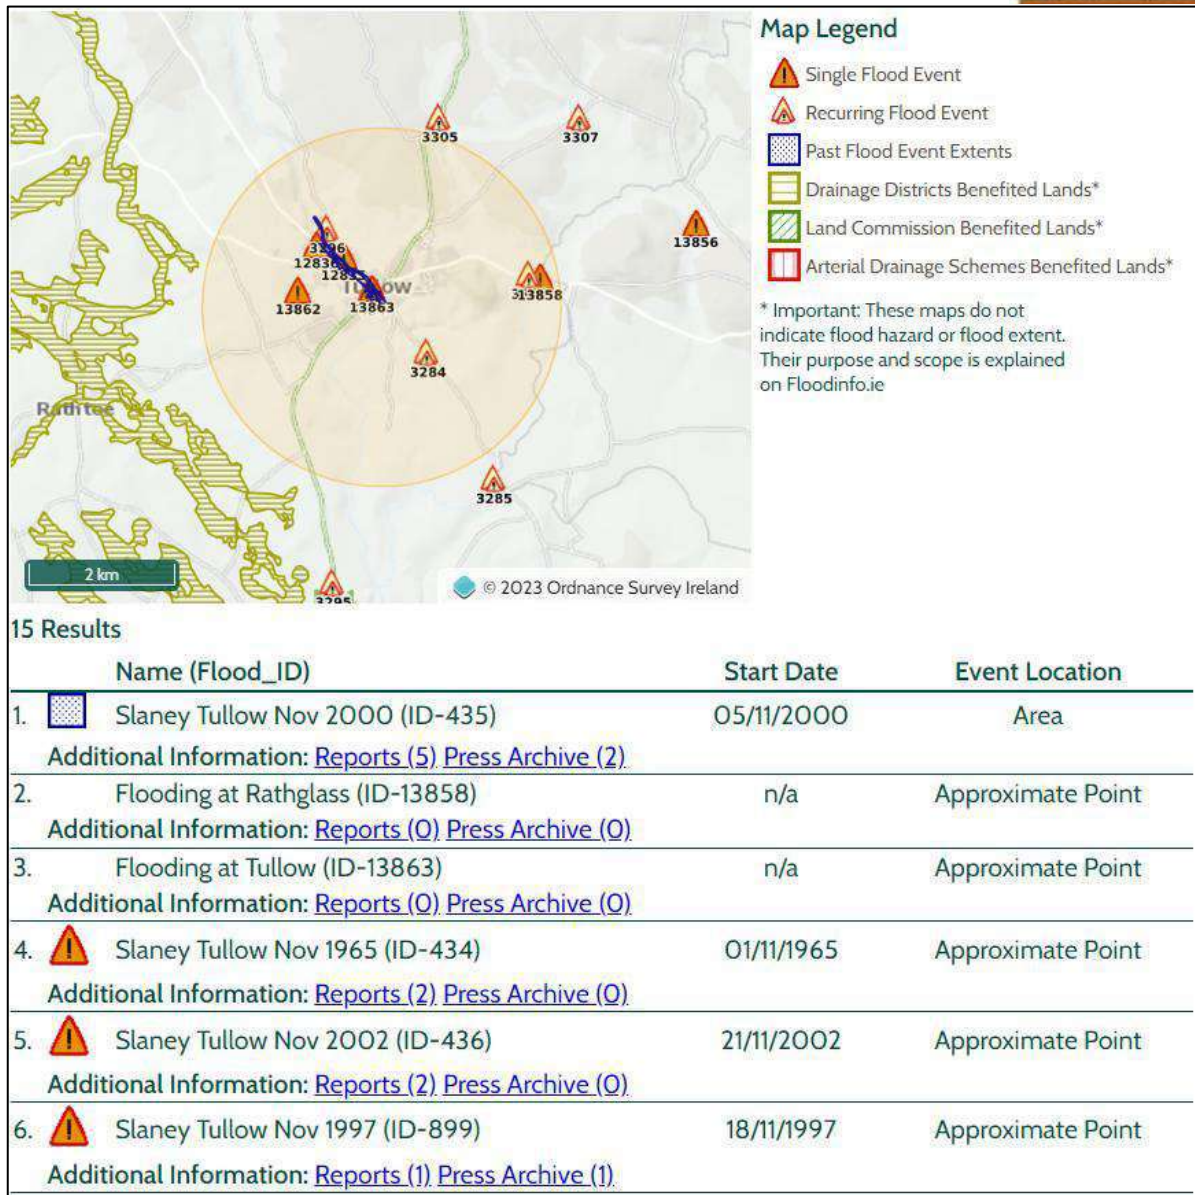 Map Legend
Single Flood Event
Recurring Flood Event
Past Flood Event Extents
Drainage Districts Benefited Lands*
Land Commission Benefited Lands*
Arterial Drainage Schemes Benefited Lands*
* Important: These maps do not
indicate flood hazard or flood extent.
Their purpose and scope is explained
on Floodinfo.ie
3305
3307
13856
3296
13862
13863
13858
3284
Rathtoe
3285
3295
2 km
© 2023 Ordnance Survey Ireland
15 Results
Name (Flood_ID) Start Date Event Location
1. Slaney Tullow Nov 2000 (ID-435) 05/11/2000 Area
Additional Information: Reports (5) Press Archive (2)
2. Flooding at Rathglass (ID-13858) n/a Approximate Point
Additional Information: Reports (0) Press Archive (0)
3. Flooding at Tullow (ID-13863) n/a Approximate Point
Additional Information: Reports (0) Press Archive (0)
4. Slaney Tullow Nov 1965 (ID-434) 01/11/1965 Approximate Point
Additional Information: Reports (2) Press Archive (0)
5. Slaney Tullow Nov 2002 (ID-436) 21/11/2002 Approximate Point
Additional Information: Reports (2) Press Archive (0)
6. Slaney Tullow Nov 1997 (ID-899) 18/11/1997 Approximate Point
Additional Information: Reports (1) Press Archive (1)